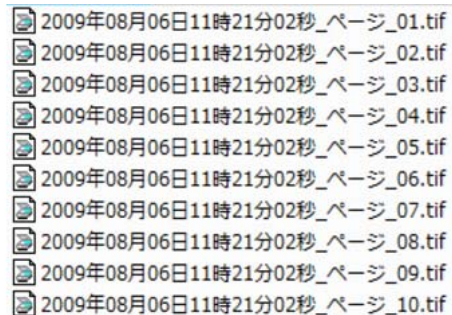 2009年08月06日11時21分02秒_ページ_01.tif
2009年08月06日11時21分02秒_ページ_02.tif
2009年08月06日11時21分02秒_ページ_03.tif
2009年08月06日11時21分02秒_ページ_04.tif
2009年08月06日11時21分02秒_ページ_05.tif
2009年08月06日11時21分02秒_ページ_06.tif
2009年08月06日11時21分02秒_ページ_07.tif
2009年08月06日11時21分02秒_ページ_08.tif
2009年08月06日11時21分02秒_ページ_09.tif
2009年08月06日11時21分02秒_ページ_10.tif